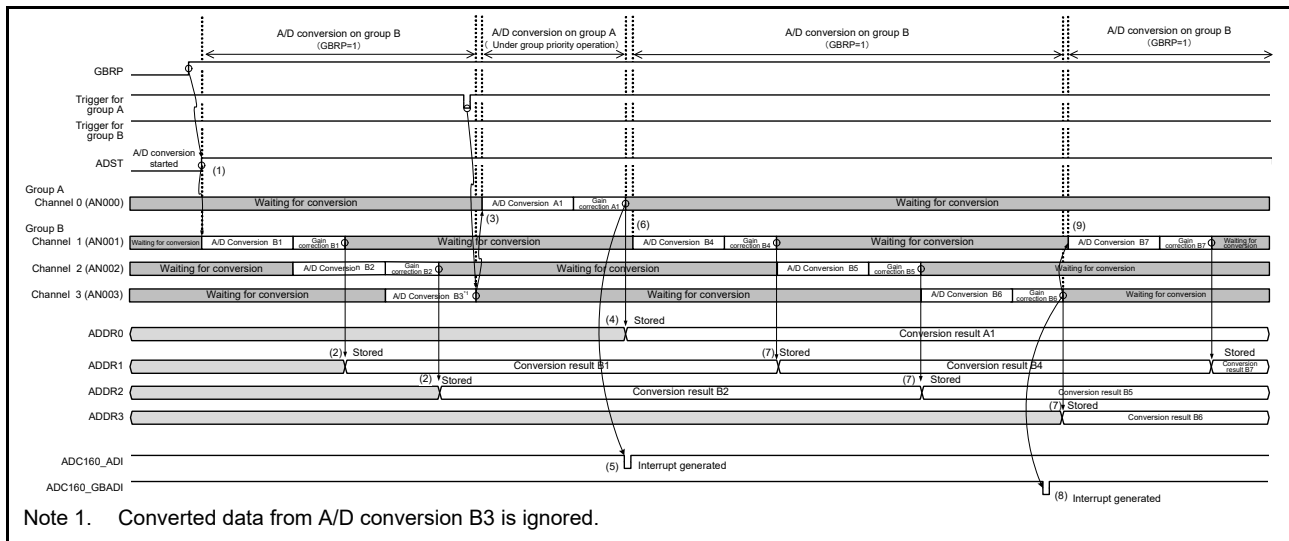 A/D conversion on group B
(GBRP=1)
A/D conversion on group A
( Under group priority operation)
A/D conversion on group B
(GBRP=1)
A/D conversion on group B
(GBRP=1)
GBRP
Trigger for
group A
Trigger for
group B
A/D conversion
started
ADST
(1)
Group A
Channel 0 (AN000)
Waiting for conversion
A/D Conversion A1
Gain
correction A1
Waiting for conversion
(3)
(6)
(9)
Group B
Channel 1 (AN001)
Waiting for conversion
A/D Conversion B1
Gain
correction B1
Waiting for conversion
A/D Conversion B4
Gain
correction B4
Waiting for conversion
A/D Conversion B7
Gain
correction B7
Waiting for
conversion
Channel 2 (AN002)
Waiting for conversion
A/D Conversion B2
Gain
correction B2
Waiting for conversion
A/D Conversion B5
Gain
correction B5
Waiting for conversion
Channel 3 (AN003)
Waiting for conversion
A/D Conversion B3*1
Waiting for conversion
A/D Conversion B6
Gain
correction B6
Waiting for conversion
(4) Stored
ADDR0
Conversion result A1
(2) Stored
(7) Stored
Stored
ADDR1
Conversion result B1
Conversion result B4
Conversion
result B7
(2) Stored
(7) Stored
ADDR2
Conversion result B2
Conversion result B5
(7) Stored
ADDR3
Conversion result B6
ADC160_ADI
(5) Interrupt generated
ADC160_GBADI
(8) Interrupt generated
Note 1. Converted data from A/D conversion B3 is ignored.